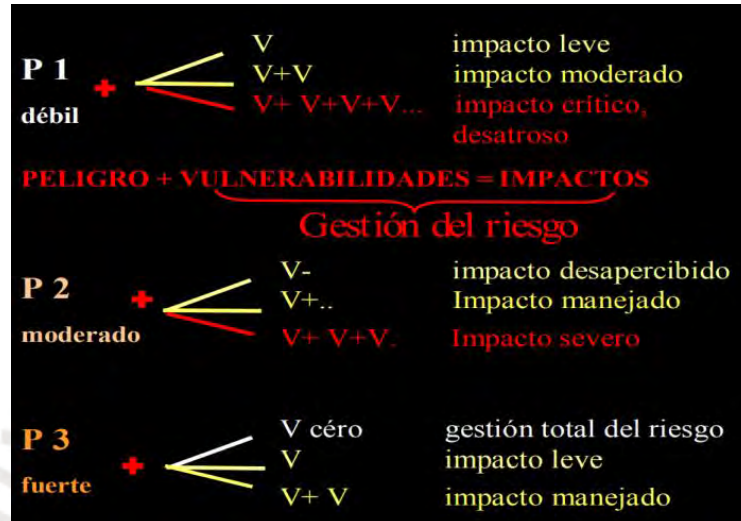 P 1 + V impacto leve
V+V impacto moderado
débil V+ V+V+V... impacto crítico,
desatroso
PELIGRO + VULNERABILIDADES = IMPACTOS
Gestión del riesgo
P 2 + V- impacto desapercibido
V+.. Impacto manejado
moderado V+ V+V. Impacto severo
P 3 + V céro gestión total del riesgo
V impacto leve
fuerte V+ V impacto manejado